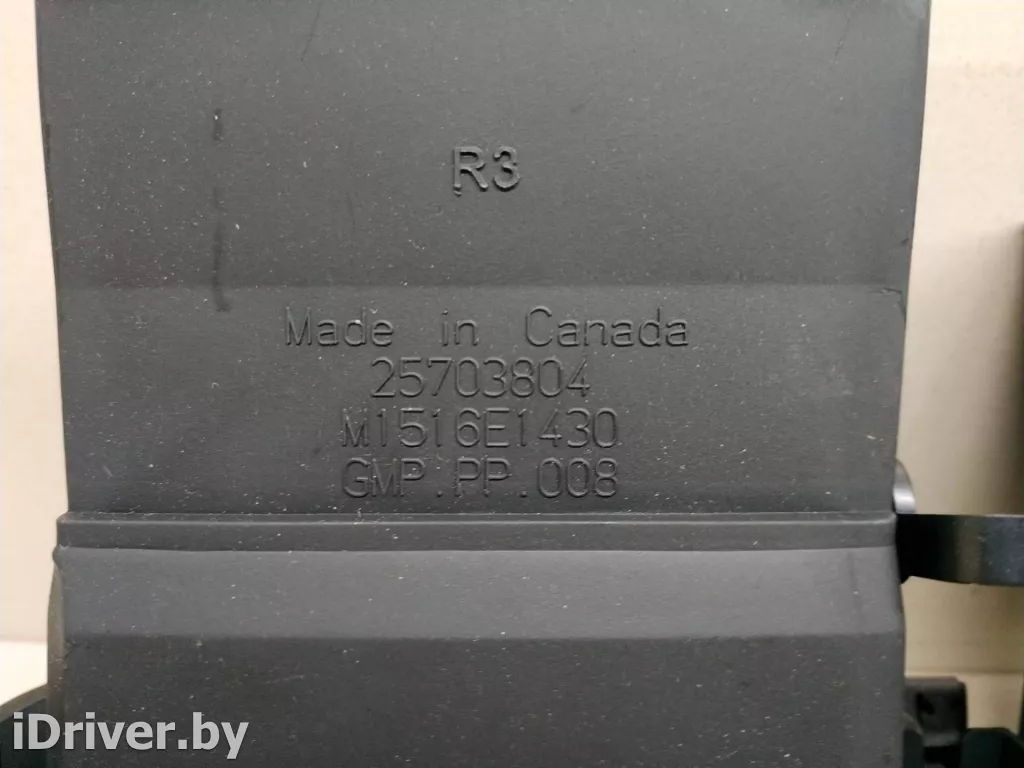 R3
Made in Canada
25703804
M1516E1430
GMP.PP.008
iDriver.by